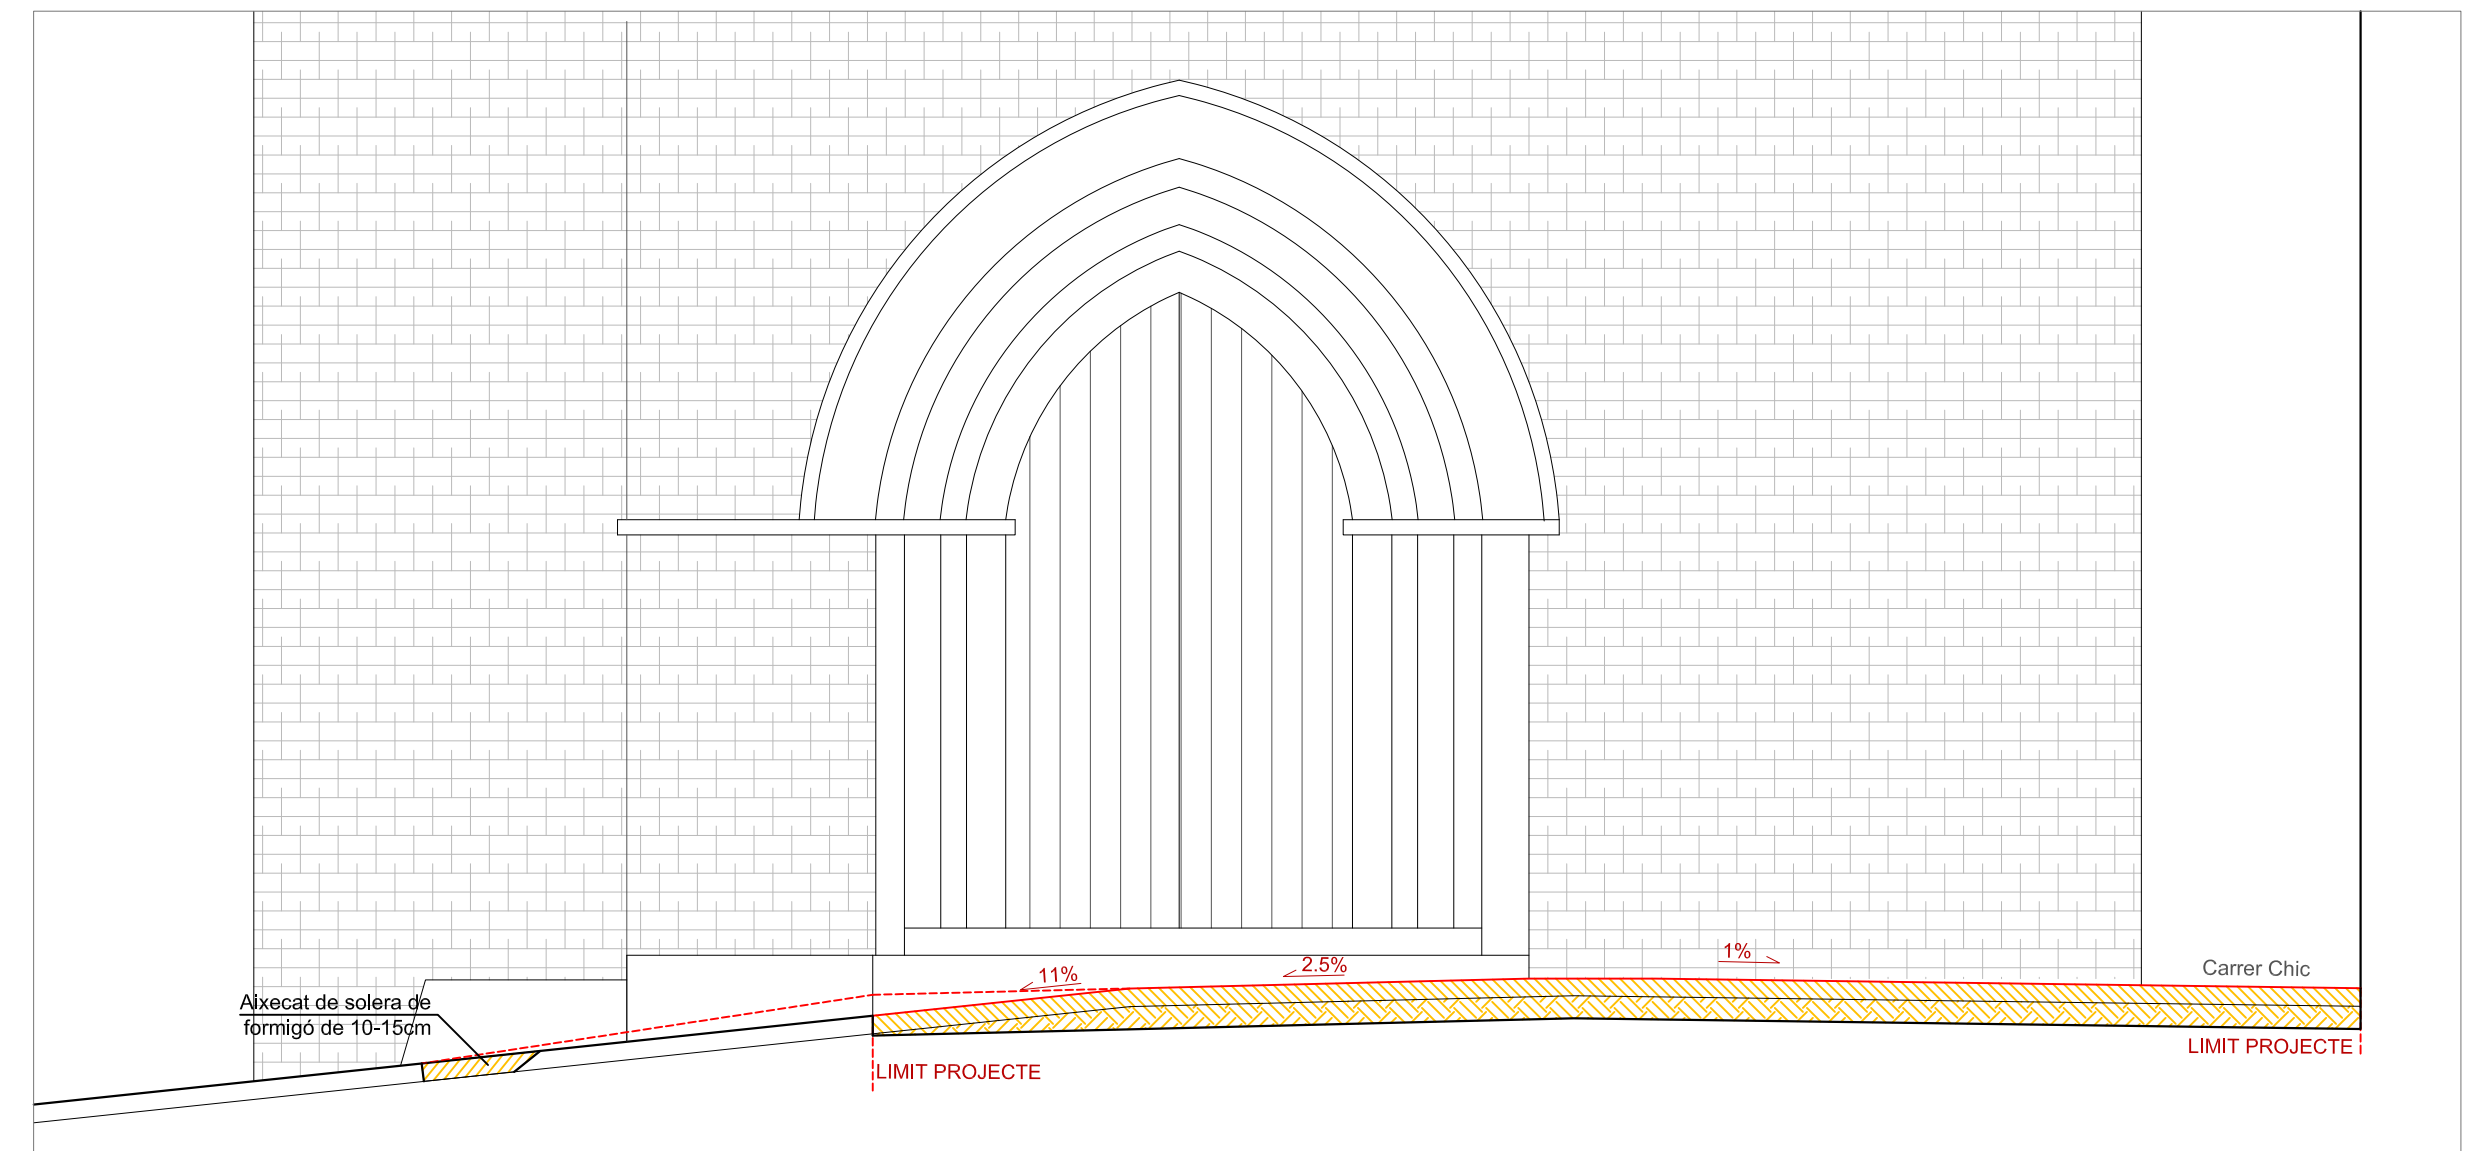 1%
2.5%
11%
Carrer Chic
Aixecat de solera de
formigó de 10-15cm
LIMIT PROJECTE
LIMIT PROJECTE